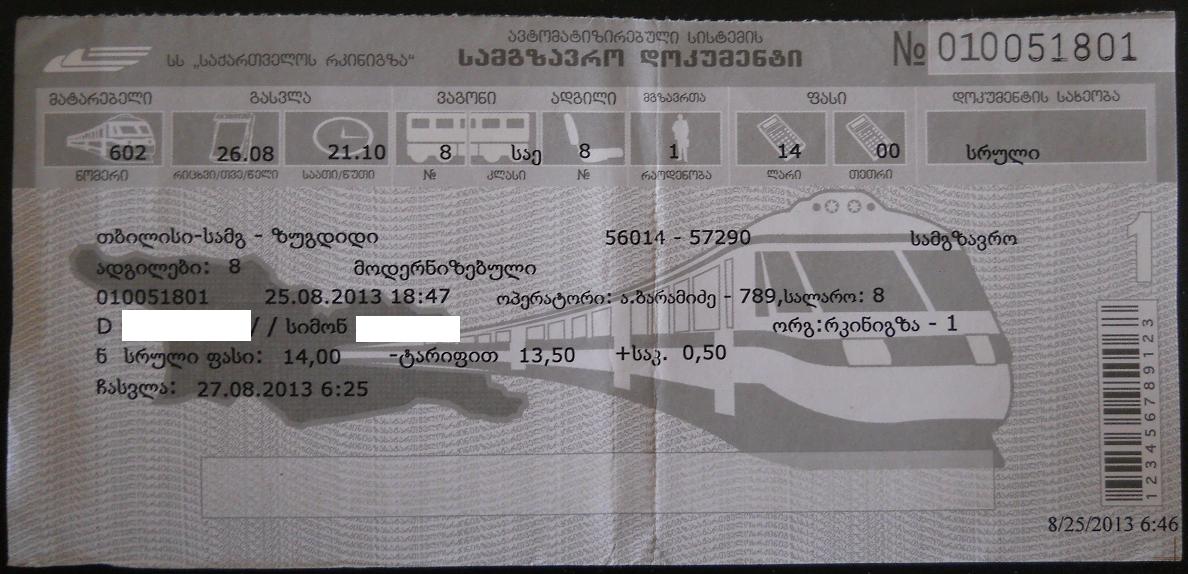 ავტომატიზირებული სისტემის
სს „საქართველოს რკინიგზა“ სამგზავრო დოკუმენტი № 010051801
მატარებელი გასვლა ვაგონი ადგილი მგზავრთა ფასი დოკუმენტის სახეობა
602 26.08 21.10 8 საე 8 1 14 00 სრული
ნომერი რიცხვი/თვე/წელი საათი/წუთი № კლასი № რაოდენობა ლარი თეთრი
თბილისი-სამგ - ზუგდიდი 56014 - 57290 სამგზავრო
1
ადგილები: 8 მოდერნიზებული
010051801 25.08.2013 18:47 ოპერატორი: ა.ბარამიძე - 789,სალარო: 8
D / / სიმონ ორგ:რკინიგზა - 1
ნ სრული ფასი: 14,00 -ტარიფით 13,50 +საკ. 0,50
ჩასვლა: 27.08.2013 6:25
123456789123
8/25/2013 6:46